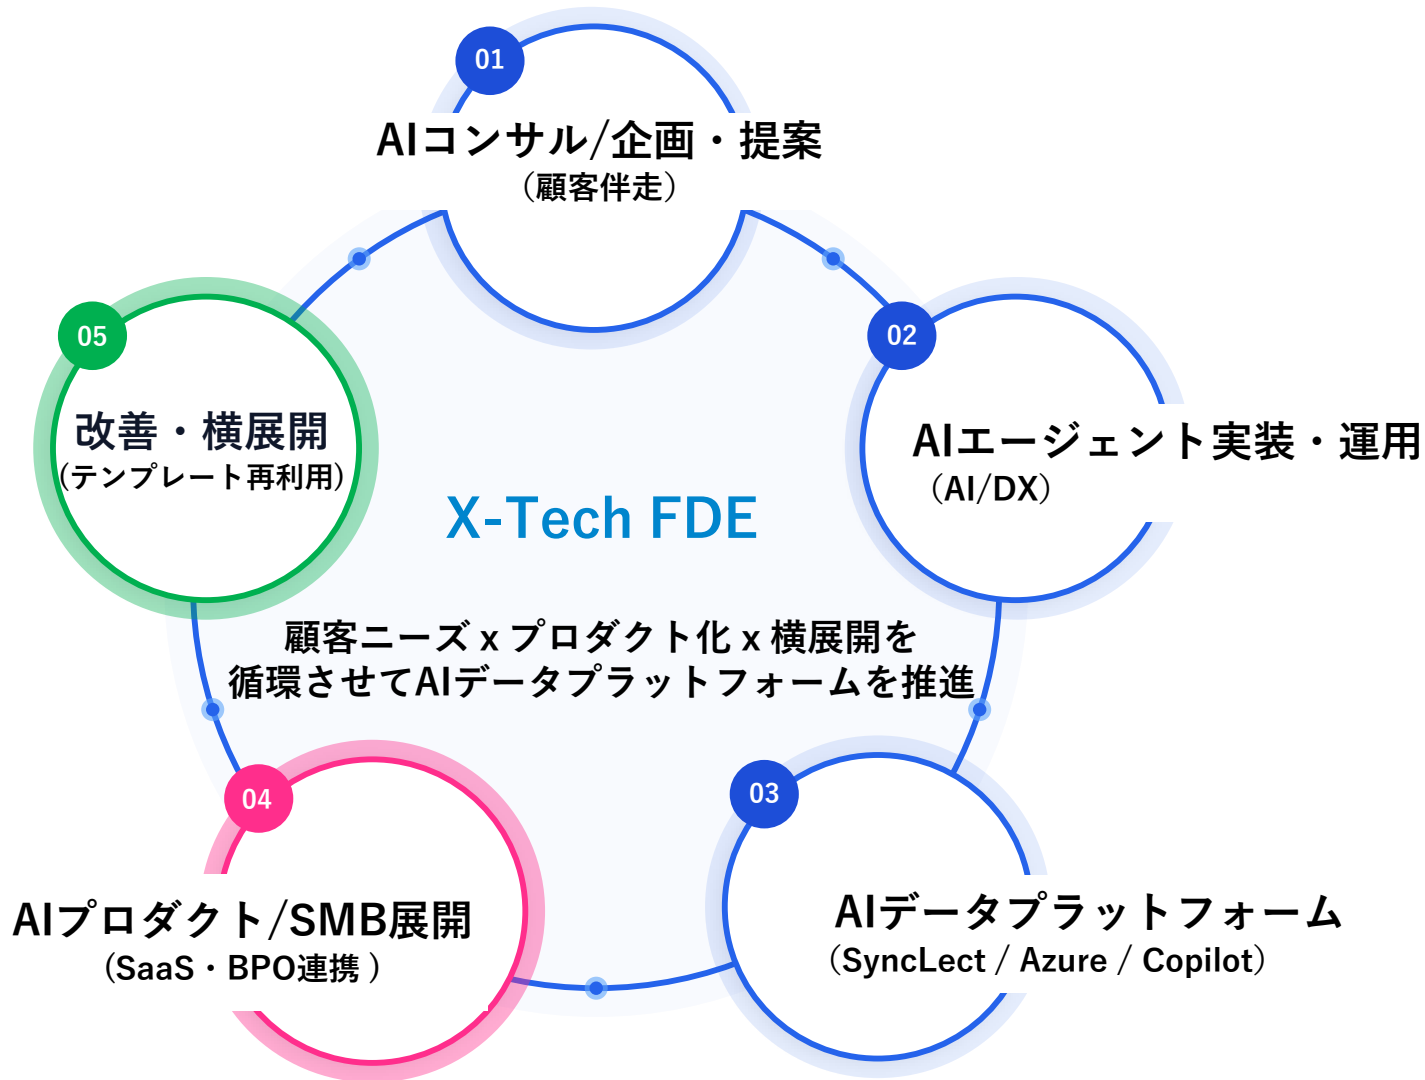 01
AIコンサル/企画・提案
（顧客伴走）
02
AIエージェント実装・運用
（AI/DX）
03
AIデータプラットフォーム
（SyncLect / Azure / Copilot）
04
AIプロダクト/SMB展開
(SaaS・BPO連携 )
05
改善・横展開
(テンプレート再利用)
X-Tech FDE
顧客ニーズ x プロダクト化 x 横展開を
循環させてAIデータプラットフォームを推進